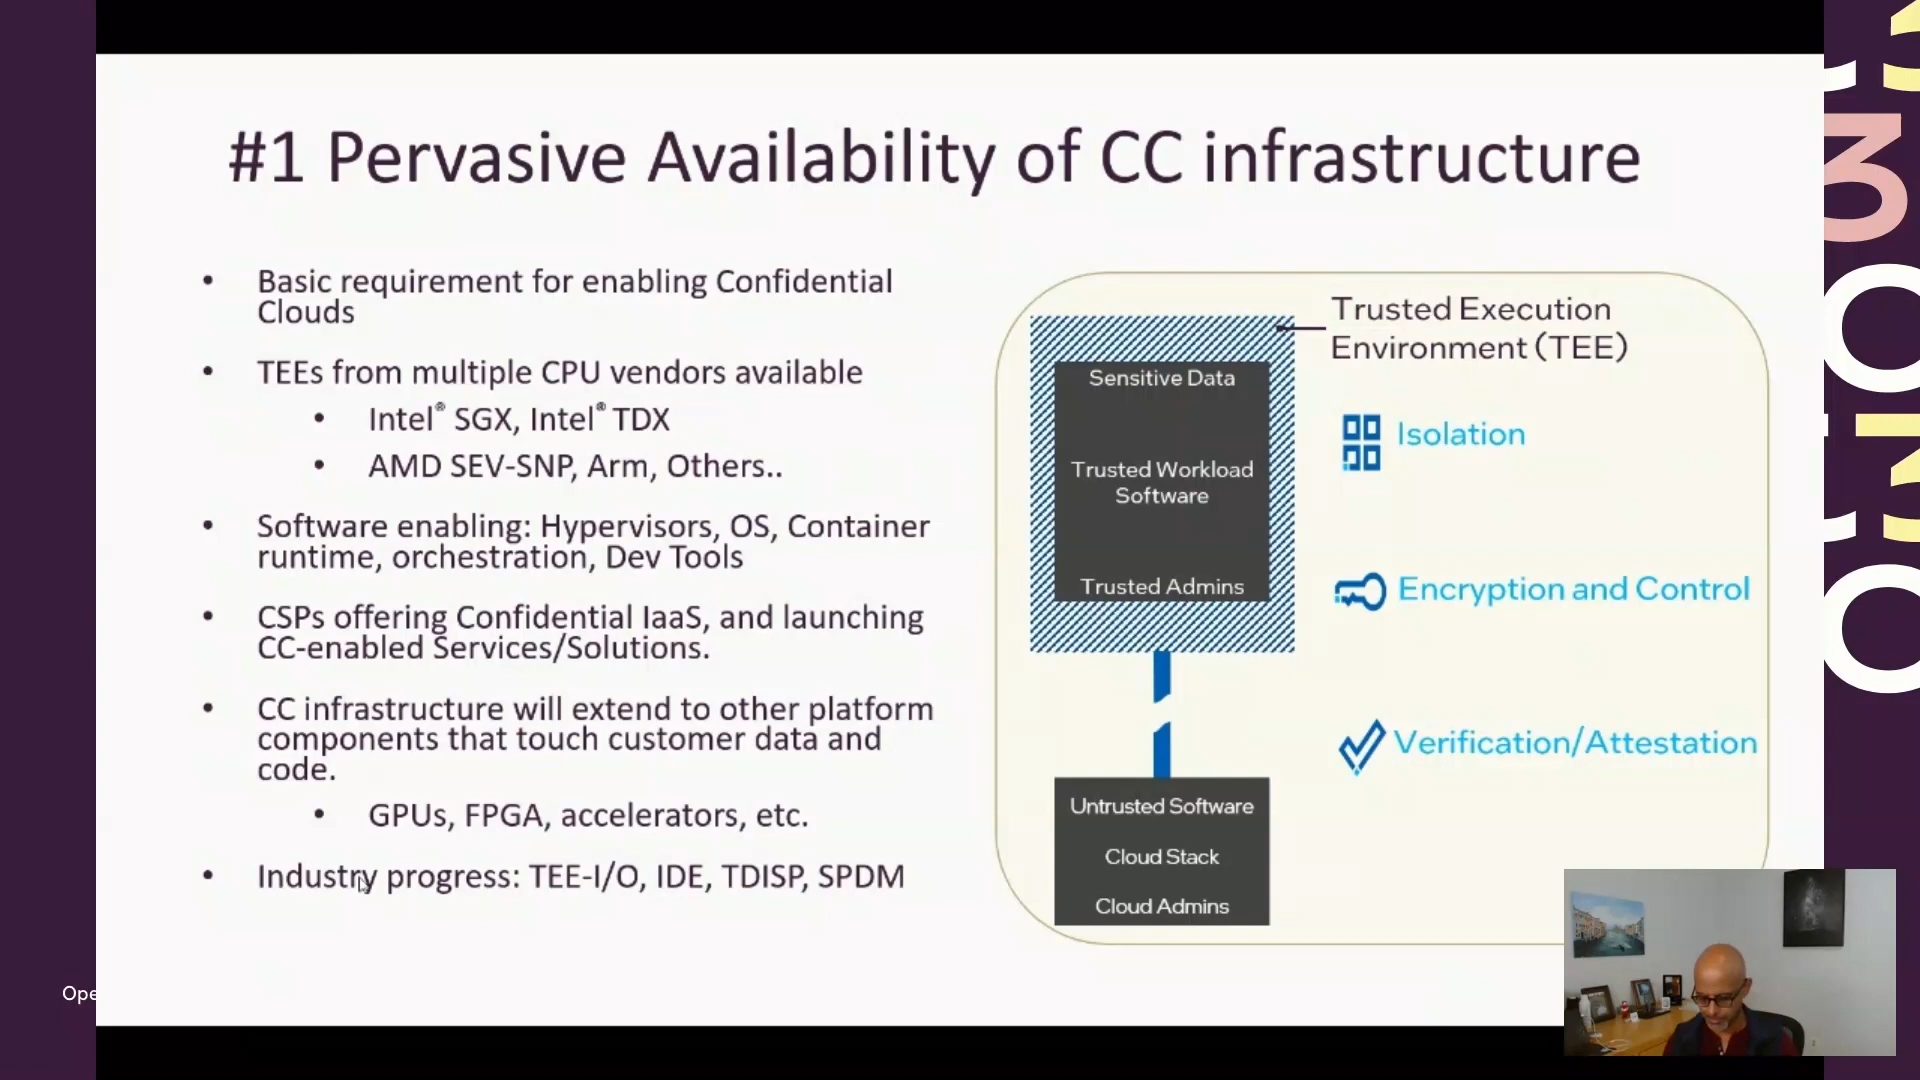 #1 Pervasive Availability of CC infrastructure
• Basic requirement for enabling Confidential
Clouds
• TEEs from multiple CPU vendors available
• Intel® SGX, Intel® TDX
• AMD SEV-SNP, Arm, Others..
• Software enabling: Hypervisors, OS, Container
runtime, orchestration, Dev Tools
• CSPs offering Confidential IaaS, and launching
CC-enabled Services/Solutions.
• CC infrastructure will extend to other platform
components that touch customer data and
code.
• GPUs, FPGA, accelerators, etc.
• Industry progress: TEE-I/O, IDE, TDISP, SPDM
Trusted Execution
Environment (TEE)
Sensitive Data
Trusted Workload
Software
Trusted Admins
Isolation
Encryption and Control
Verification/Attestation
Untrusted Software
Cloud Stack
Cloud Admins
Ope